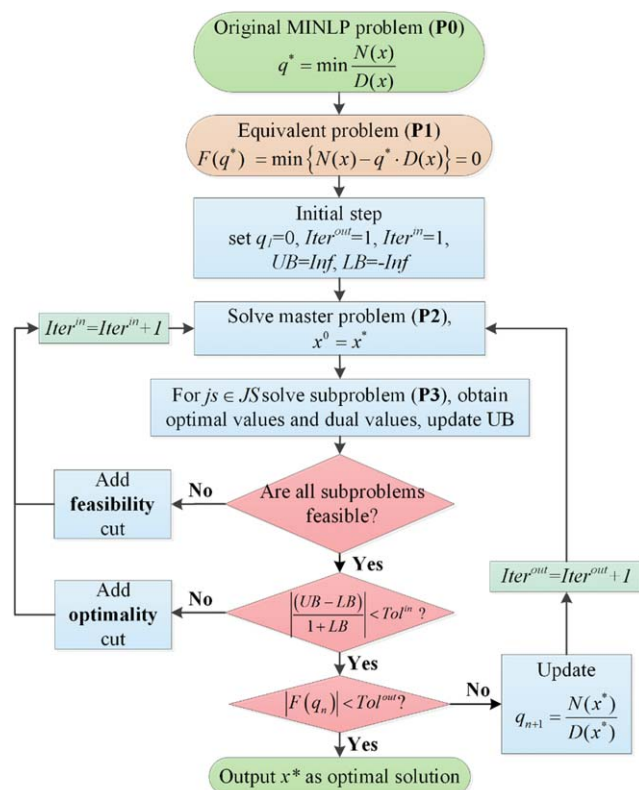 Original MINLP problem (P0)
q* = min N(x)/D(x)
Equivalent problem (P1)
F(q*) = min{N(x)−q*·D(x)}=0
Initial step
set q₁=0, Iterᵒᵘᵗ=1, Iterⁱⁿ=1,
UB=Inf, LB=-Inf
Iterⁱⁿ=Iterⁱⁿ+1
Solve master problem (P2),
x⁰ = x*
For js ∈ JS solve subproblem (P3), obtain
optimal values and dual values, update UB
Add
feasibility
cut
No
Are all subproblems
feasible?
Yes
Iterᵒᵘᵗ=Iterᵒᵘᵗ+1
Add
optimality
cut
No
|(UB−LB)/(1+LB)| < Tolⁱⁿ ?
Yes
|F(qₙ)| < Tolᵒᵘᵗ?
No
Update
qₙ₊₁ = N(x*)/D(x*)
Yes
Output x* as optimal solution